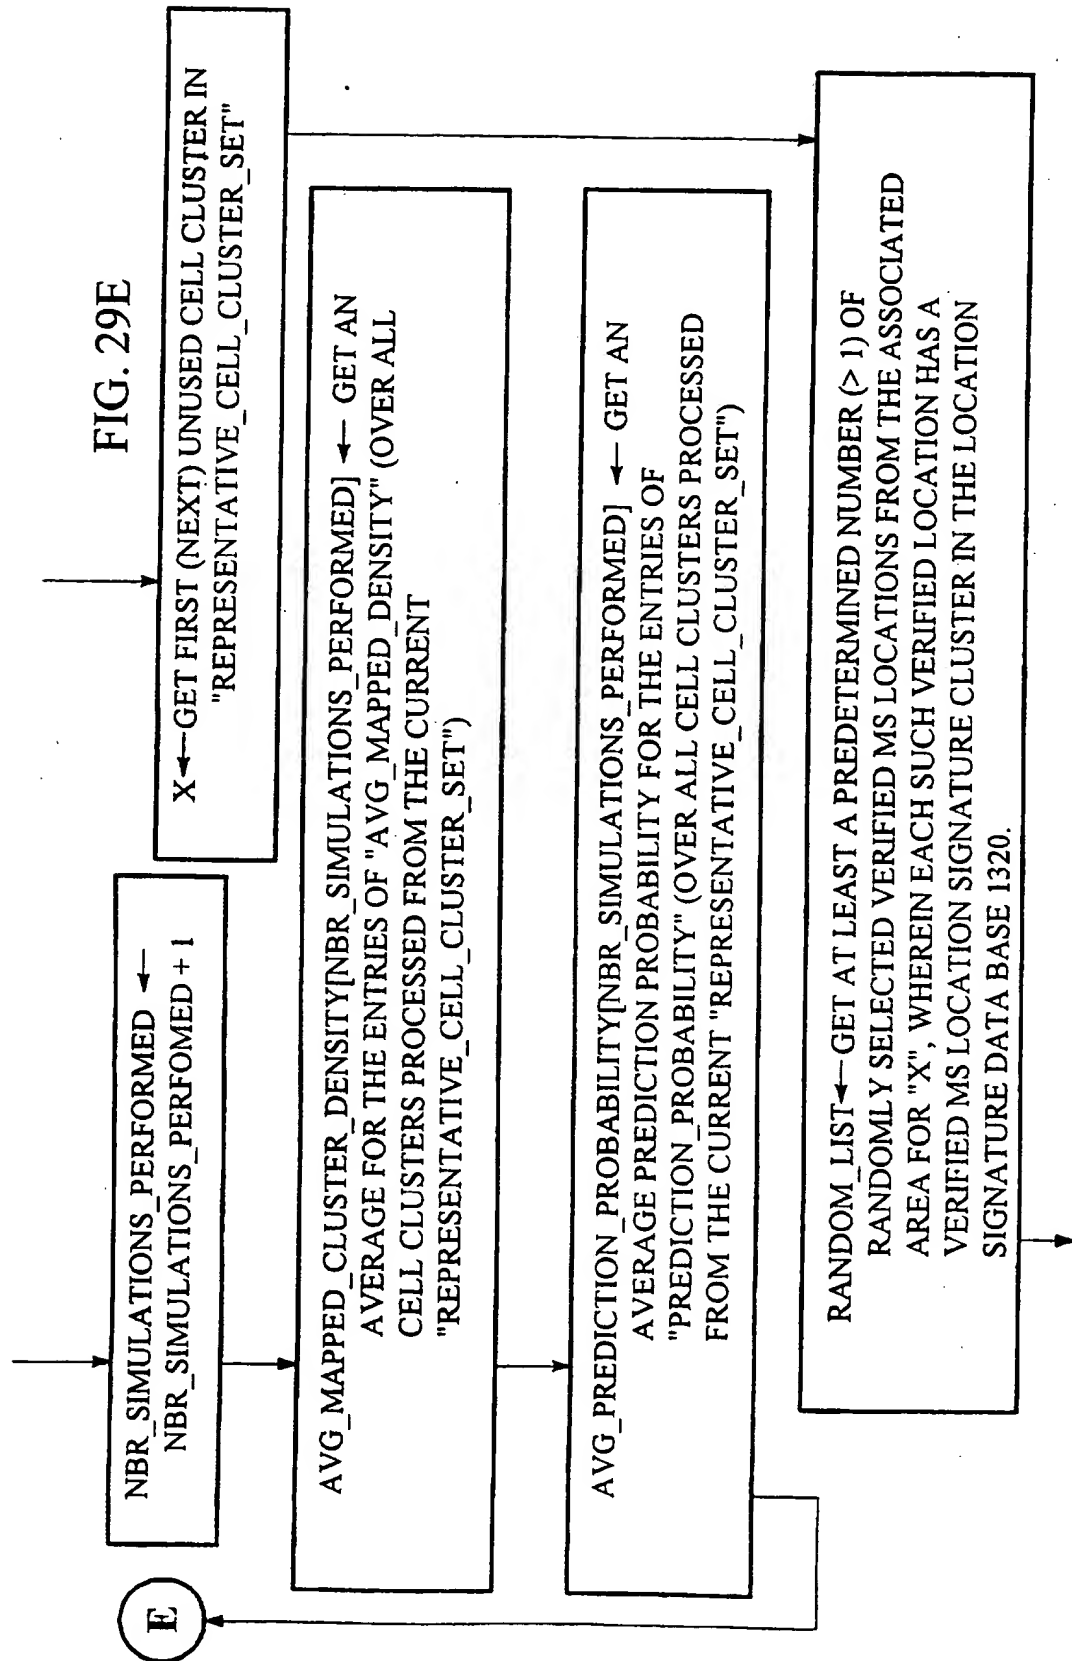 FIG. 29E
NBR_SIMULATIONS_PERFORMED ←
NBR_SIMULATIONS_PERFOMED + 1
X ← GET FIRST (NEXT) UNUSED CELL CLUSTER IN
"REPRESENTATIVE_CELL_CLUSTER_SET"
AVG_MAPPED_CLUSTER_DENSITY[NBR_SIMULATIONS_PERFORMED] ← GET AN
AVERAGE FOR THE ENTRIES OF "AVG_MAPPED_DENSITY" (OVER ALL
CELL CLUSTERS PROCESSED FROM THE CURRENT
"REPRESENTATIVE_CELL_CLUSTER_SET")
AVG_PREDICTION_PROBABILITY[NBR_SIMULATIONS_PERFORMED] ← GET AN
AVERAGE PREDICTION PROBABILITY FOR THE ENTRIES OF
"PREDICTION_PROBABILITY" (OVER ALL CELL CLUSTERS PROCESSED
FROM THE CURRENT "REPRESENTATIVE_CELL_CLUSTER_SET")
E
RANDOM_LIST ← GET AT LEAST A PREDETERMINED NUMBER (> 1) OF
RANDOMLY SELECTED VERIFIED MS LOCATIONS FROM THE ASSOCIATED
AREA FOR "X", WHEREIN EACH SUCH VERIFIED LOCATION HAS A
VERIFIED MS LOCATION SIGNATURE CLUSTER IN THE LOCATION
SIGNATURE DATA BASE 1320.